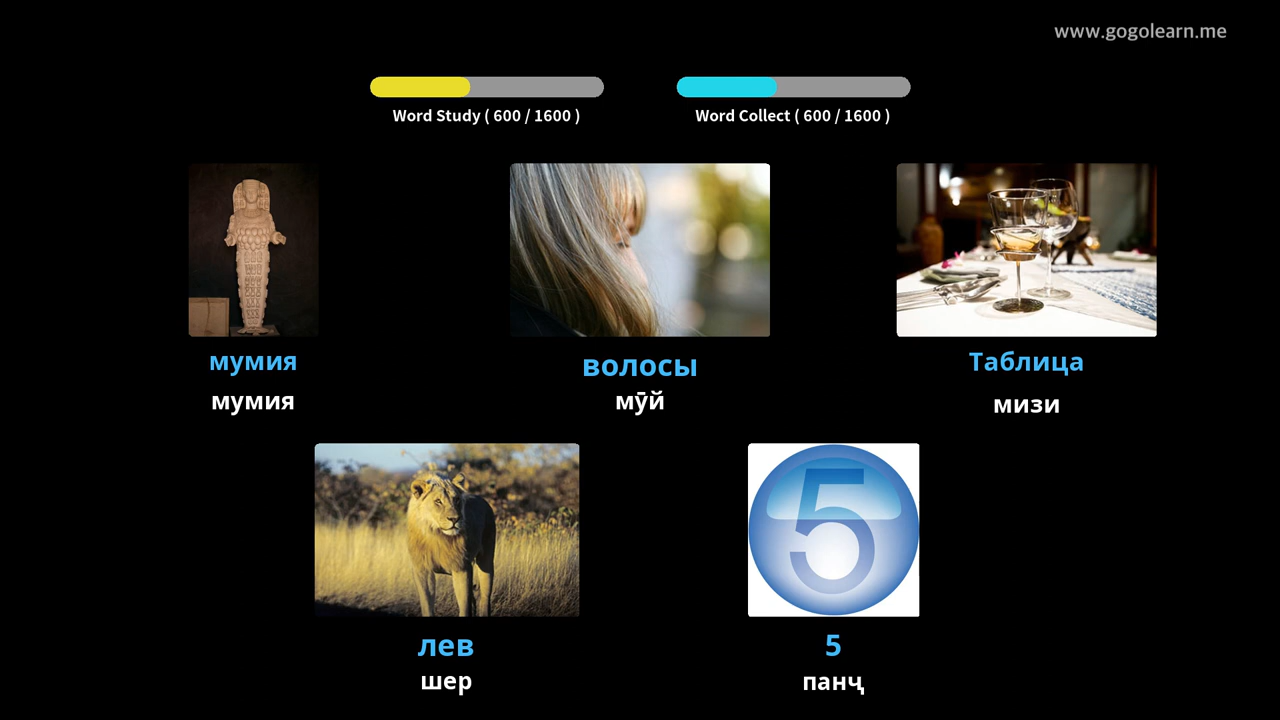 www.gogolearn.me
Word Study ( 600 / 1600 )
Word Collect ( 600 / 1600 )
мумия
мумия
волосы
мӯй
Таблица
мизи
5
лев
шер
5
панҷ